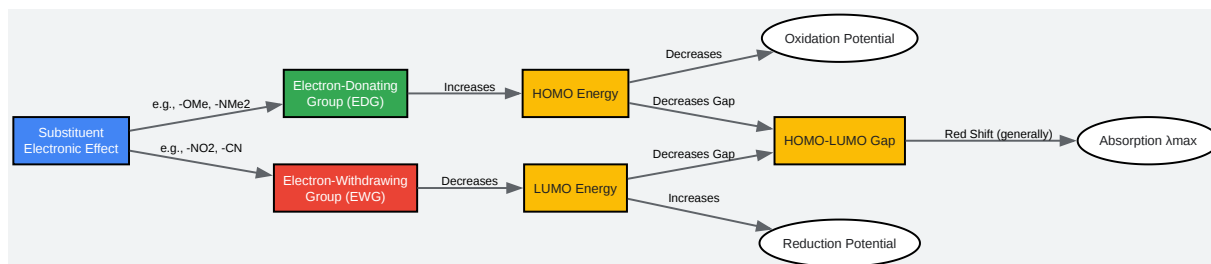 Oxidation Potential
Decreases
Electron-Donating
Group (EDG)
Increases
HOMO Energy
e.g., -OMe, -NMe2
Decreases Gap
Substituent
Electronic Effect
HOMO-LUMO Gap
Red Shift (generally)
Absorption λmax
e.g., -NO2, -CN
Decreases Gap
Electron-Withdrawing
Group (EWG)
Decreases
LUMO Energy
Increases
Reduction Potential